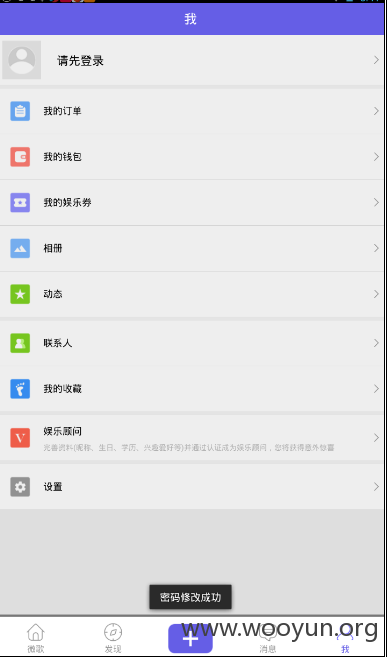 我
请先登录
我的订单
我的钱包
我的娱乐券
相册
动态
联系人
我的收藏
娱乐顾问
完善资料(昵称、生日、学历、兴趣爱好等)并通过认证成为娱乐顾问，您将获得意外惊喜
设置
密码修改成功
www.wooyun.org
微歌
发现
消息
我